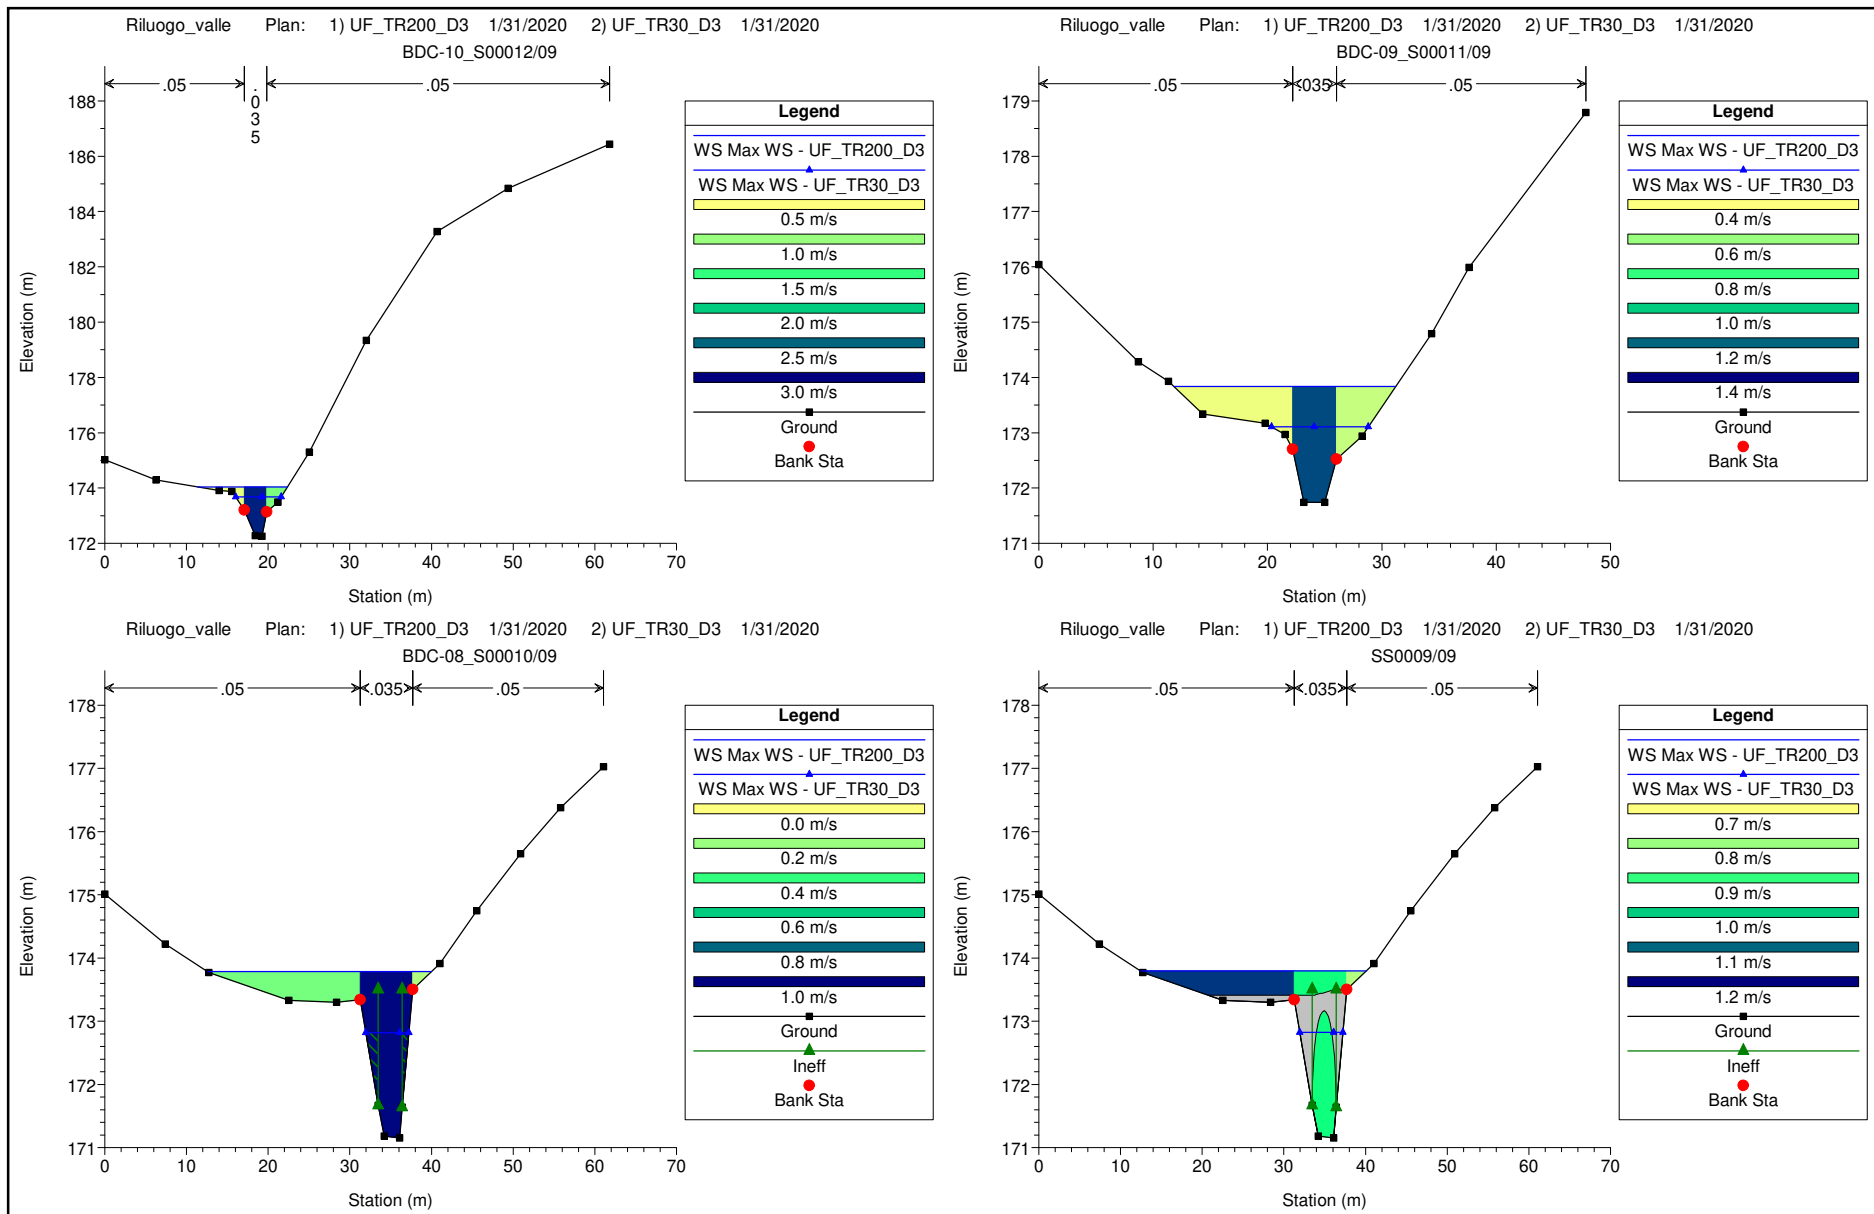 Riluogo_valle Plan: 1) UF_TR200_D3 1/31/2020 2) UF_TR30_D3 1/31/2020
BDC-10_S00012/09
.05 .035 .05
Elevation (m)
188
186
184
182
180
178
176
174
172
0 10 20 30 40 50 60 70
Station (m)
Legend
WS Max WS - UF_TR200_D3
WS Max WS - UF_TR30_D3
0.5 m/s
1.0 m/s
1.5 m/s
2.0 m/s
2.5 m/s
3.0 m/s
Ground
Bank Sta
Riluogo_valle Plan: 1) UF_TR200_D3 1/31/2020 2) UF_TR30_D3 1/31/2020
BDC-09_S00011/09
.05 .035 .05
Elevation (m)
179
178
177
176
175
174
173
172
171
0 10 20 30 40 50
Station (m)
Legend
WS Max WS - UF_TR200_D3
WS Max WS - UF_TR30_D3
0.4 m/s
0.6 m/s
0.8 m/s
1.0 m/s
1.2 m/s
1.4 m/s
Ground
Bank Sta
Riluogo_valle Plan: 1) UF_TR200_D3 1/31/2020 2) UF_TR30_D3 1/31/2020
BDC-08_S00010/09
.05 .035 .05
Elevation (m)
178
177
176
175
174
173
172
171
0 10 20 30 40 50 60 70
Station (m)
Legend
WS Max WS - UF_TR200_D3
WS Max WS - UF_TR30_D3
0.0 m/s
0.2 m/s
0.4 m/s
0.6 m/s
0.8 m/s
1.0 m/s
Ground
Ineff
Bank Sta
Riluogo_valle Plan: 1) UF_TR200_D3 1/31/2020 2) UF_TR30_D3 1/31/2020
SS0009/09
.05 .035 .05
Elevation (m)
178
177
176
175
174
173
172
171
0 10 20 30 40 50 60 70
Station (m)
Legend
WS Max WS - UF_TR200_D3
WS Max WS - UF_TR30_D3
0.7 m/s
0.8 m/s
0.9 m/s
1.0 m/s
1.1 m/s
1.2 m/s
Ground
Ineff
Bank Sta